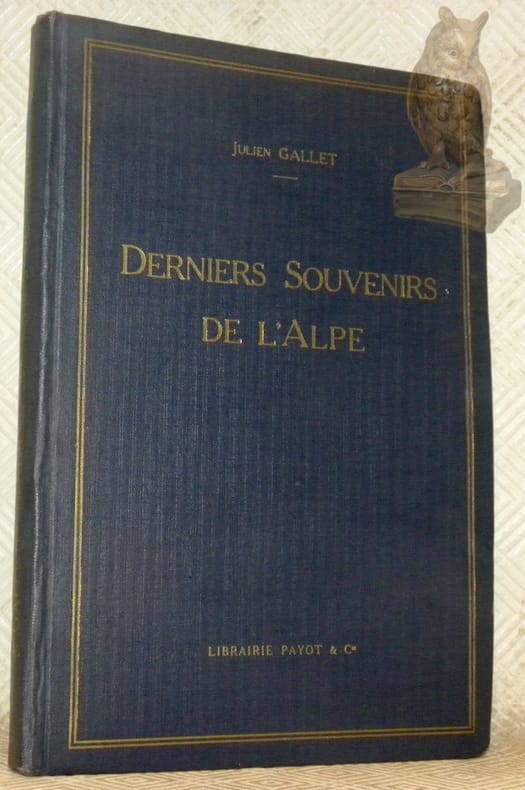 JULIEN GALLET
DERNIERS SOUVENIRS
DE L'ALPE
LIBRAIRIE PAYOT & Cie